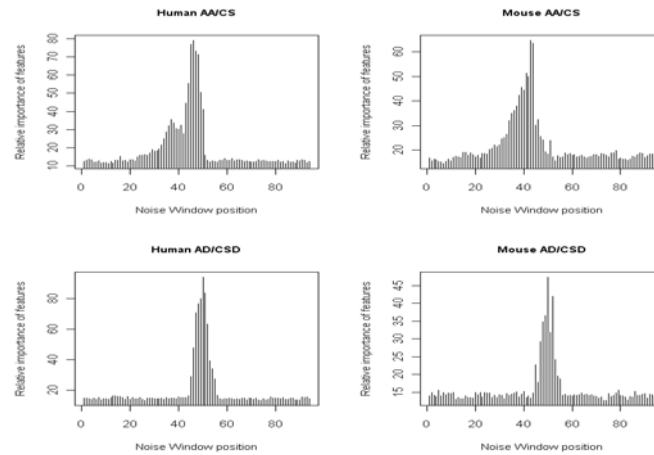 Human AA/CS
Relative importance of features
10 20 30 40 50 60 70 80
0 20 40 60 80
Noise Window position
Mouse AA/CS
Relative importance of features
20 30 40 50 60
0 20 40 60 80
Noise Window position
Human AD/CSD
Relative importance of features
20 40 60 80
0 20 40 60 80
Noise Window position
Mouse AD/CSD
Relative importance of features
15 20 25 30 35 40 45
0 20 40 60 80
Noise Window position